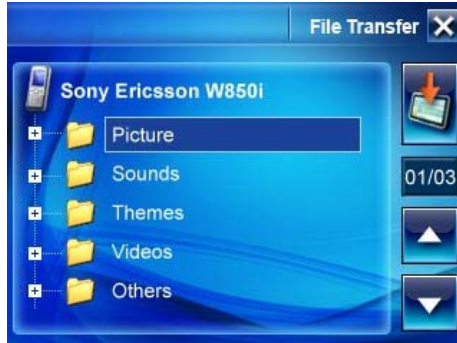 File Transfer
Sony Ericsson W850i
Picture
Sounds
01/03
Themes
Videos
Others